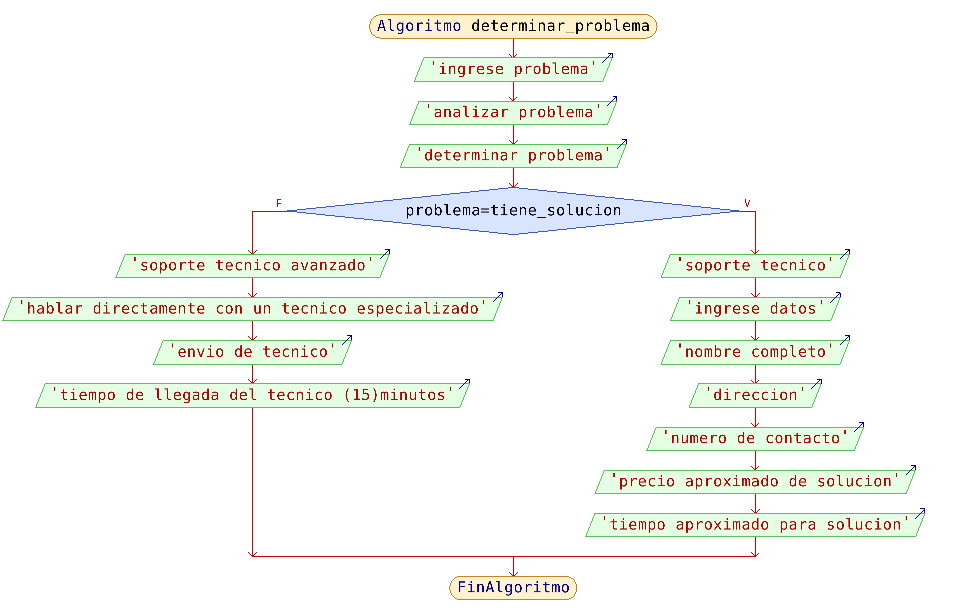 Algoritmo determinar_problema
'ingrese problema'
'analizar problema'
'determinar problema'
problema=tiene_solucion
F
V
'soporte tecnico avanzado'
'hablar directamente con un tecnico especializado'
'envio de tecnico'
'tiempo de llegada del tecnico (15)minutos'
'soporte tecnico'
'ingrese datos'
'nombre completo'
'direccion'
'numero de contacto'
'precio aproximado de solucion'
'tiempo aproximado para solucion'
FinAlgoritmo